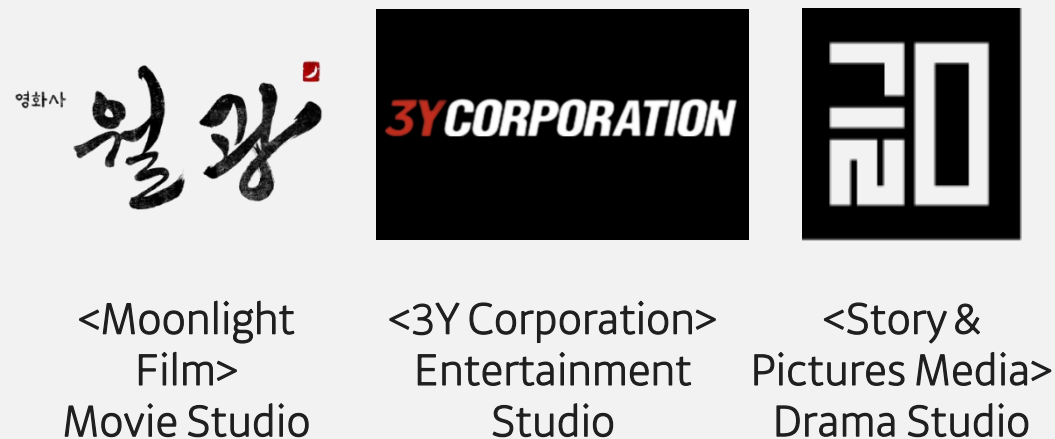 영화사
월광
3YCORPORATION
<Moonlight
Film>
Movie Studio
<3Y Corporation>
Entertainment
Studio
<Story &
Pictures Media>
Drama Studio